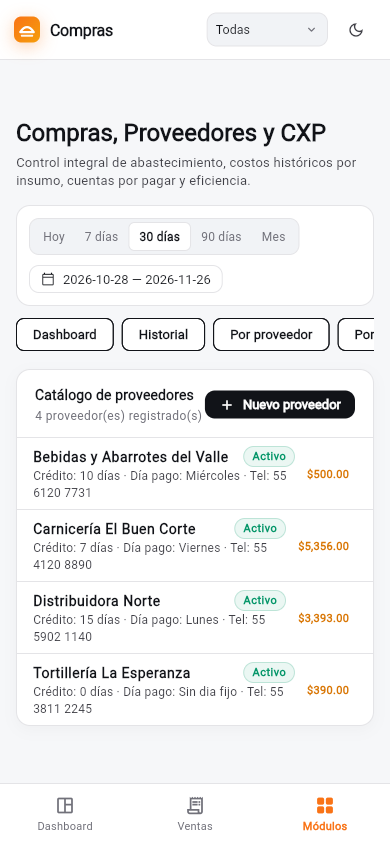 Compras
Todas
Compras, Proveedores y CXP
Control integral de abastecimiento, costos históricos por
insumo, cuentas por pagar y eficiencia.
Hoy 7 días 30 días 90 días Mes
2026-10-28 — 2026-11-26
Dashboard Historial Por proveedor Por
Catálogo de proveedores
4 proveedor(es) registrado(s)
+ Nuevo proveedor
Bebidas y Abarrotes del Valle Activo
Crédito: 10 días · Día pago: Miércoles · Tel: 55
6120 7731
$500.00
Carnicería El Buen Corte Activo
Crédito: 7 días · Día pago: Viernes · Tel: 55
4120 8890
$5,356.00
Distribuidora Norte Activo
Crédito: 15 días · Día pago: Lunes · Tel: 55
5902 1140
$3,393.00
Tortillería La Esperanza Activo
Crédito: 0 días · Día pago: Sin dia fijo · Tel: 55
3811 2245
$390.00
Dashboard Ventas Módulos